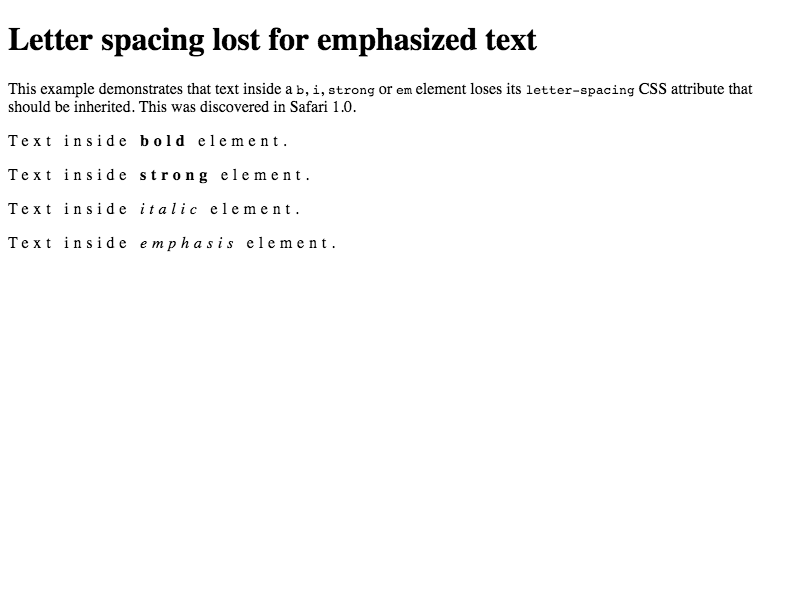 Letter spacing lost for emphasized text
This example demonstrates that text inside a b, i, strong or em element loses its letter-spacing CSS attribute that
should be inherited. This was discovered in Safari 1.0.
Text inside bold element.
Text inside strong element.
Text inside italic element.
Text inside emphasis element.